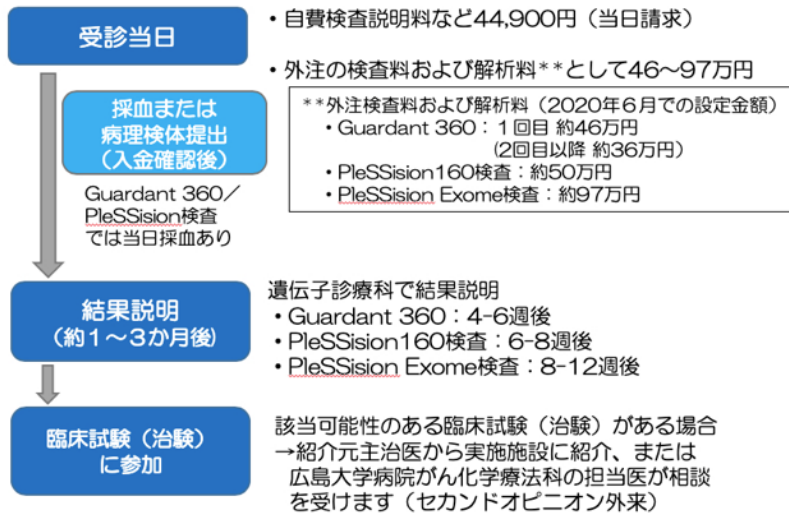 受診当日
・自費検査説明料など44,900円（当日請求）
・外注の検査料および解析料**として46～97万円
採血または
病理検体提出
（入金確認後）
**外注検査料および解析料（2020年６月での設定金額）
・Guardant 360：１回目 約46万円
（2回目以降 約36万円）
・PleSSision160検査：約50万円
・PleSSision Exome検査：約97万円
Guardant 360／
PleSSision検査
では当日採血あり
結果説明
（約１～３か月後）
遺伝子診療科で結果説明
・Guardant 360：4-6週後
・PleSSision160検査：6-8週後
・PleSSision Exome検査：8-12週後
臨床試験（治験）
に参加
該当可能性のある臨床試験（治験）がある場合
→紹介元主治医から実施施設に紹介、または
広島大学病院がん化学療法科の担当医が相談
を受けます（セカンドオピニオン外来）